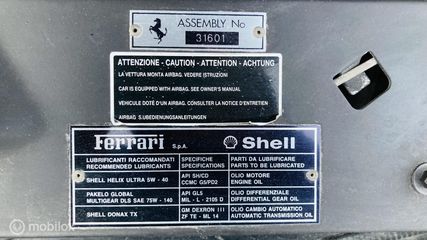 ASSEMBLY No
31601
ATTENZIONE - CAUTION - ATTENTION - ACHTUNG
LA VETTURA MONTA AIRBAG. VEDERE ISTRUZIONI
CAR IS EQUIPPED WITH AIRBAG. SEE OWNER'S MANUAL
VEHICULE DOTÉ D'UN AIRBAG. CONSULTER LA NOTICE D'ENTRETIEN
AIRBAG S.UBEDIENUNGSANLEITUNG
Ferrari S.p.A. Shell
LUBRIFICANTI RACCOMANDATI SPECIFICHE PARTI DA LUBRIFICARE
RECOMMENDED LUBRICANTS SPECIFICATIONS PARTS TO BE LUBRICATED
SHELL HELIX ULTRA 5W - 40 API SH/CD OLIO MOTORE
CCMC G5/PD2 ENGINE OIL
PAKELO GLOBAL API GL5 OLIO DIFFERENZIALE
MULTIGEAR DLS SAE 75W - 140 MIL - L - 2105 D DIFFERENTIAL GEAR OIL
SHELL DONAX TX GM DEXRON III OLIO CAMBIO AUTOMATICO
ZF TE - ML 14 AUTOMATIC TRANSMISSION OIL
mobilox